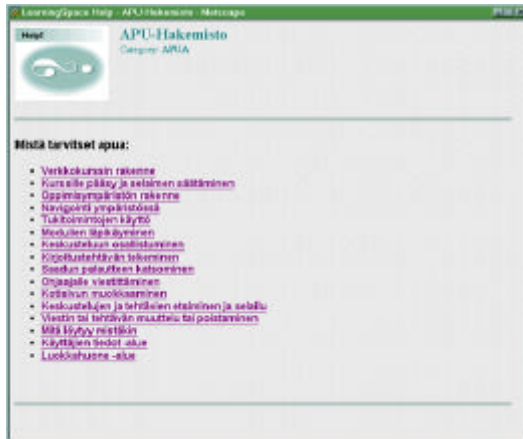 LearningSpace Help - APU-Hakemisto - Netscape
Help!
APU-Hakemisto
Category: APUA
Mistä tarvitset apua:
Verkkokurssin rakenne
Kurssille pääsy ja selaimen säätäminen
Oppimisympäristön rakenne
Navigointi ympäristössä
Tukitoimintojen käyttö
Modulien läpikäyminen
Keskusteluun osallistuminen
Kirjoitustehtävän tekeminen
Saadun palautteen katsominen
Ohjaajalle viestittäminen
Kotisivun muokkaaminen
Keskustelujen ja tehtävien etsiminen ja selailu
Viestin tai tehtävän muuttelu tai poistaminen
Mitä löytyy mistäkin
Käyttäjien tiedot -alue
Luokkahuone -alue